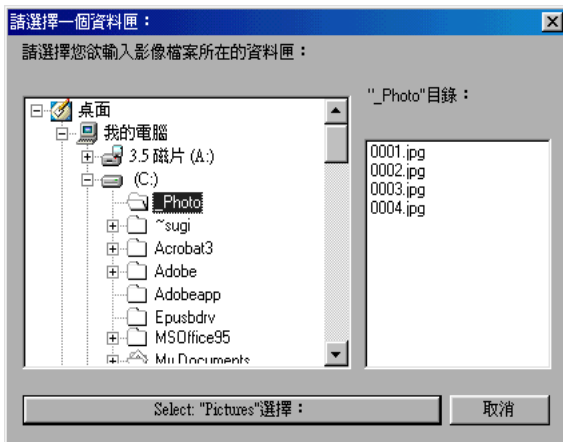 請選擇一個資料匣：
請選擇您欲輸入影像檔案所在的資料匣：
"_Photo"目錄：
桌面
我的電腦
3.5 磁片 (A:)
(C:)
_Photo
~sugi
Acrobat3
Adobe
Adobeapp
Epusbdrv
MSOffice95
My Documents
0001.jpg
0002.jpg
0003.jpg
0004.jpg
Select: "Pictures"選擇：
取消